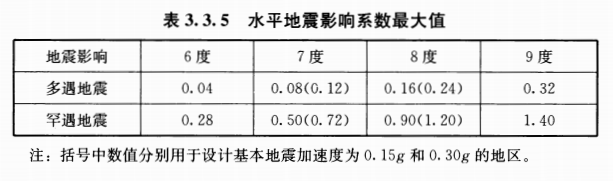 表 3.3.5 水平地震影响系数最大值
地震影响 6 度 7 度 8 度 9 度
多遇地震 0.04 0.08(0.12) 0.16(0.24) 0.32
罕遇地震 0.28 0.50(0.72) 0.90(1.20) 1.40
注：括号中数值分别用于设计基本地震加速度为 0.15g 和 0.30g 的地区。